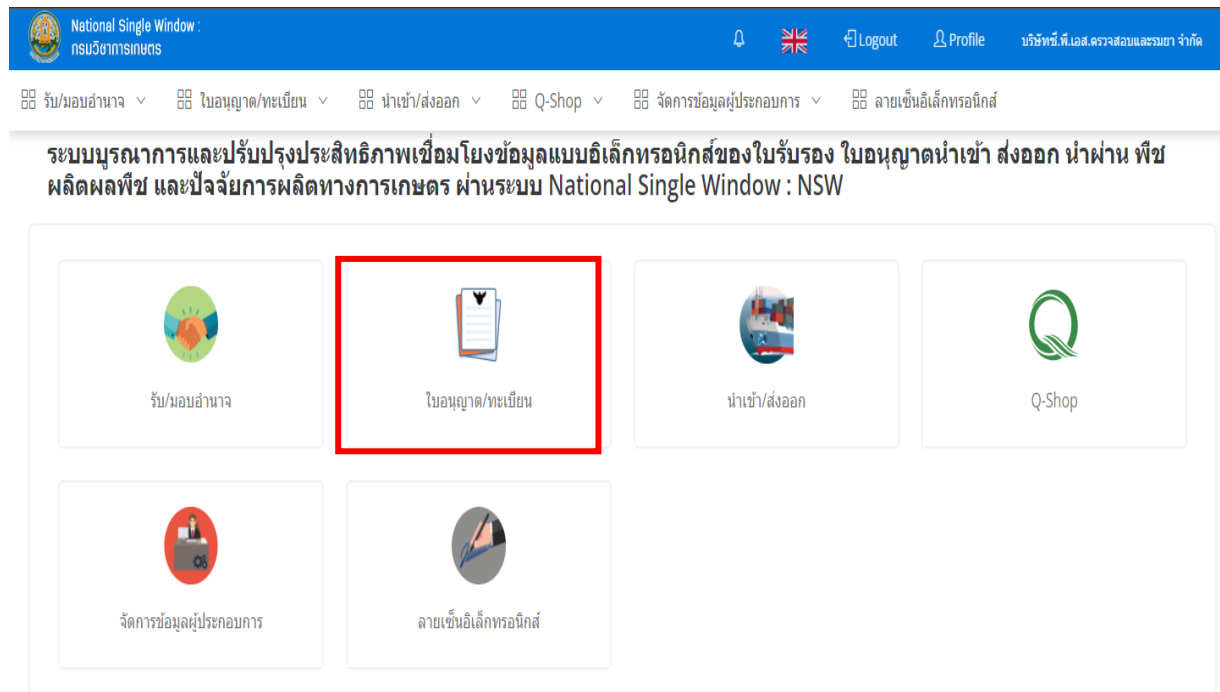 National Single Window :
กรมวิชาการเกษตร
Logout
Profile
บริษัทซี.พี.เอส.ตรวจสอบและรมยา จำกัด
รับ/มอบอำนาจ
ใบอนุญาต/ทะเบียน
นำเข้า/ส่งออก
Q-Shop
จัดการข้อมูลผู้ประกอบการ
ลายเซ็นอิเล็กทรอนิกส์
ระบบบูรณาการและปรับปรุงประสิทธิภาพเชื่อมโยงข้อมูลแบบอิเล็กทรอนิกส์ของใบรับรอง ใบอนุญาตนำเข้า ส่งออก นำผ่าน พืช
ผลิตผลพืช และปัจจัยการผลิตทางการเกษตร ผ่านระบบ National Single Window : NSW
รับ/มอบอำนาจ
ใบอนุญาต/ทะเบียน
นำเข้า/ส่งออก
Q-Shop
จัดการข้อมูลผู้ประกอบการ
ลายเซ็นอิเล็กทรอนิกส์